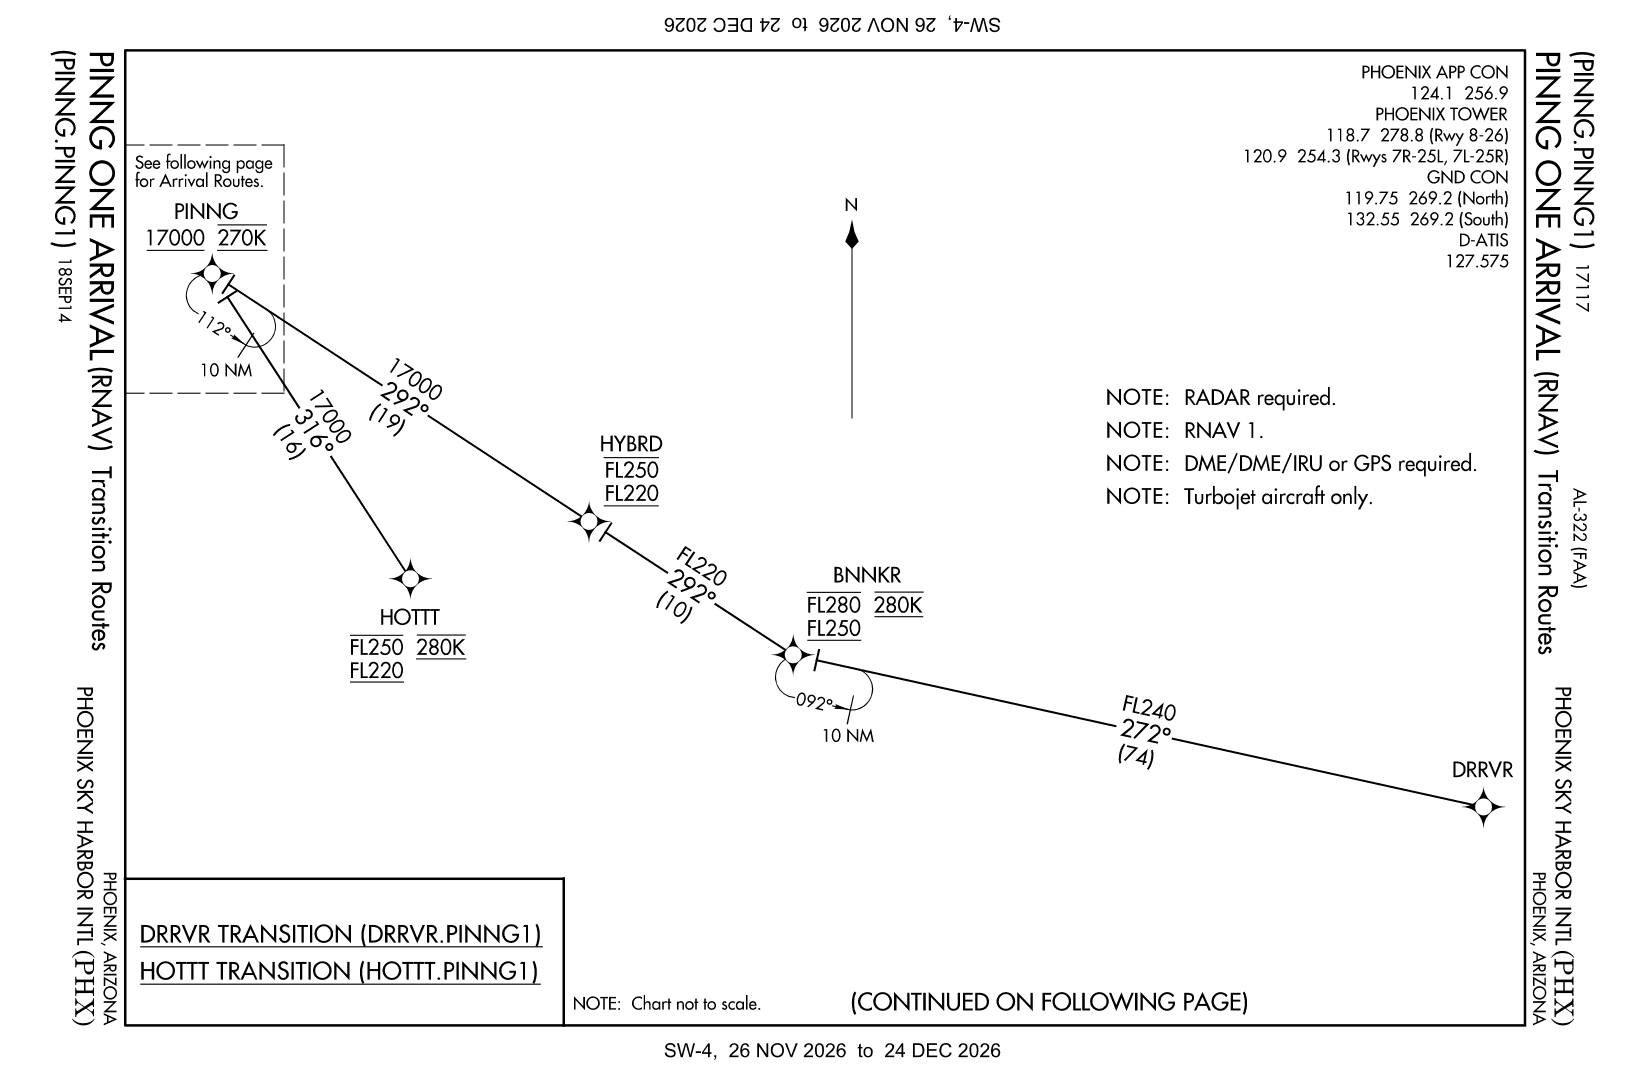 SW-4, 26 NOV 2026 to 24 DEC 2026
(PINNG.PINNG1) 18SEP14
PINNG ONE ARRIVAL (RNAV) Transition Routes
PHOENIX SKY HARBOR INTL (PHX)
PHOENIX, ARIZONA
(PINNG.PINNG1) 17117
PINNG ONE ARRIVAL (RNAV) Transition Routes
AL-322 (FAA)
PHOENIX SKY HARBOR INTL (PHX)
PHOENIX, ARIZONA
PHOENIX APP CON
124.1 256.9
PHOENIX TOWER
118.7 278.8 (Rwy 8-26)
120.9 254.3 (Rwys 7R-25L, 7L-25R)
GND CON
119.75 269.2 (North)
132.55 269.2 (South)
D-ATIS
127.575
See following page
for Arrival Routes.
PINNG
17000 270K
112°
10 NM
N
17000
292°
(19)
17000
316°
(16)
HYBRD
FL250
FL220
NOTE: RADAR required.
NOTE: RNAV 1.
NOTE: DME/DME/IRU or GPS required.
NOTE: Turbojet aircraft only.
FL220
292°
(10)
BNNKR
FL280 280K
FL250
HOTTT
FL250 280K
FL220
092°
10 NM
FL240
272°
(74)
DRRVR
DRRVR TRANSITION (DRRVR.PINNG1)
HOTTT TRANSITION (HOTTT.PINNG1)
NOTE: Chart not to scale.
(CONTINUED ON FOLLOWING PAGE)
SW-4, 26 NOV 2026 to 24 DEC 2026